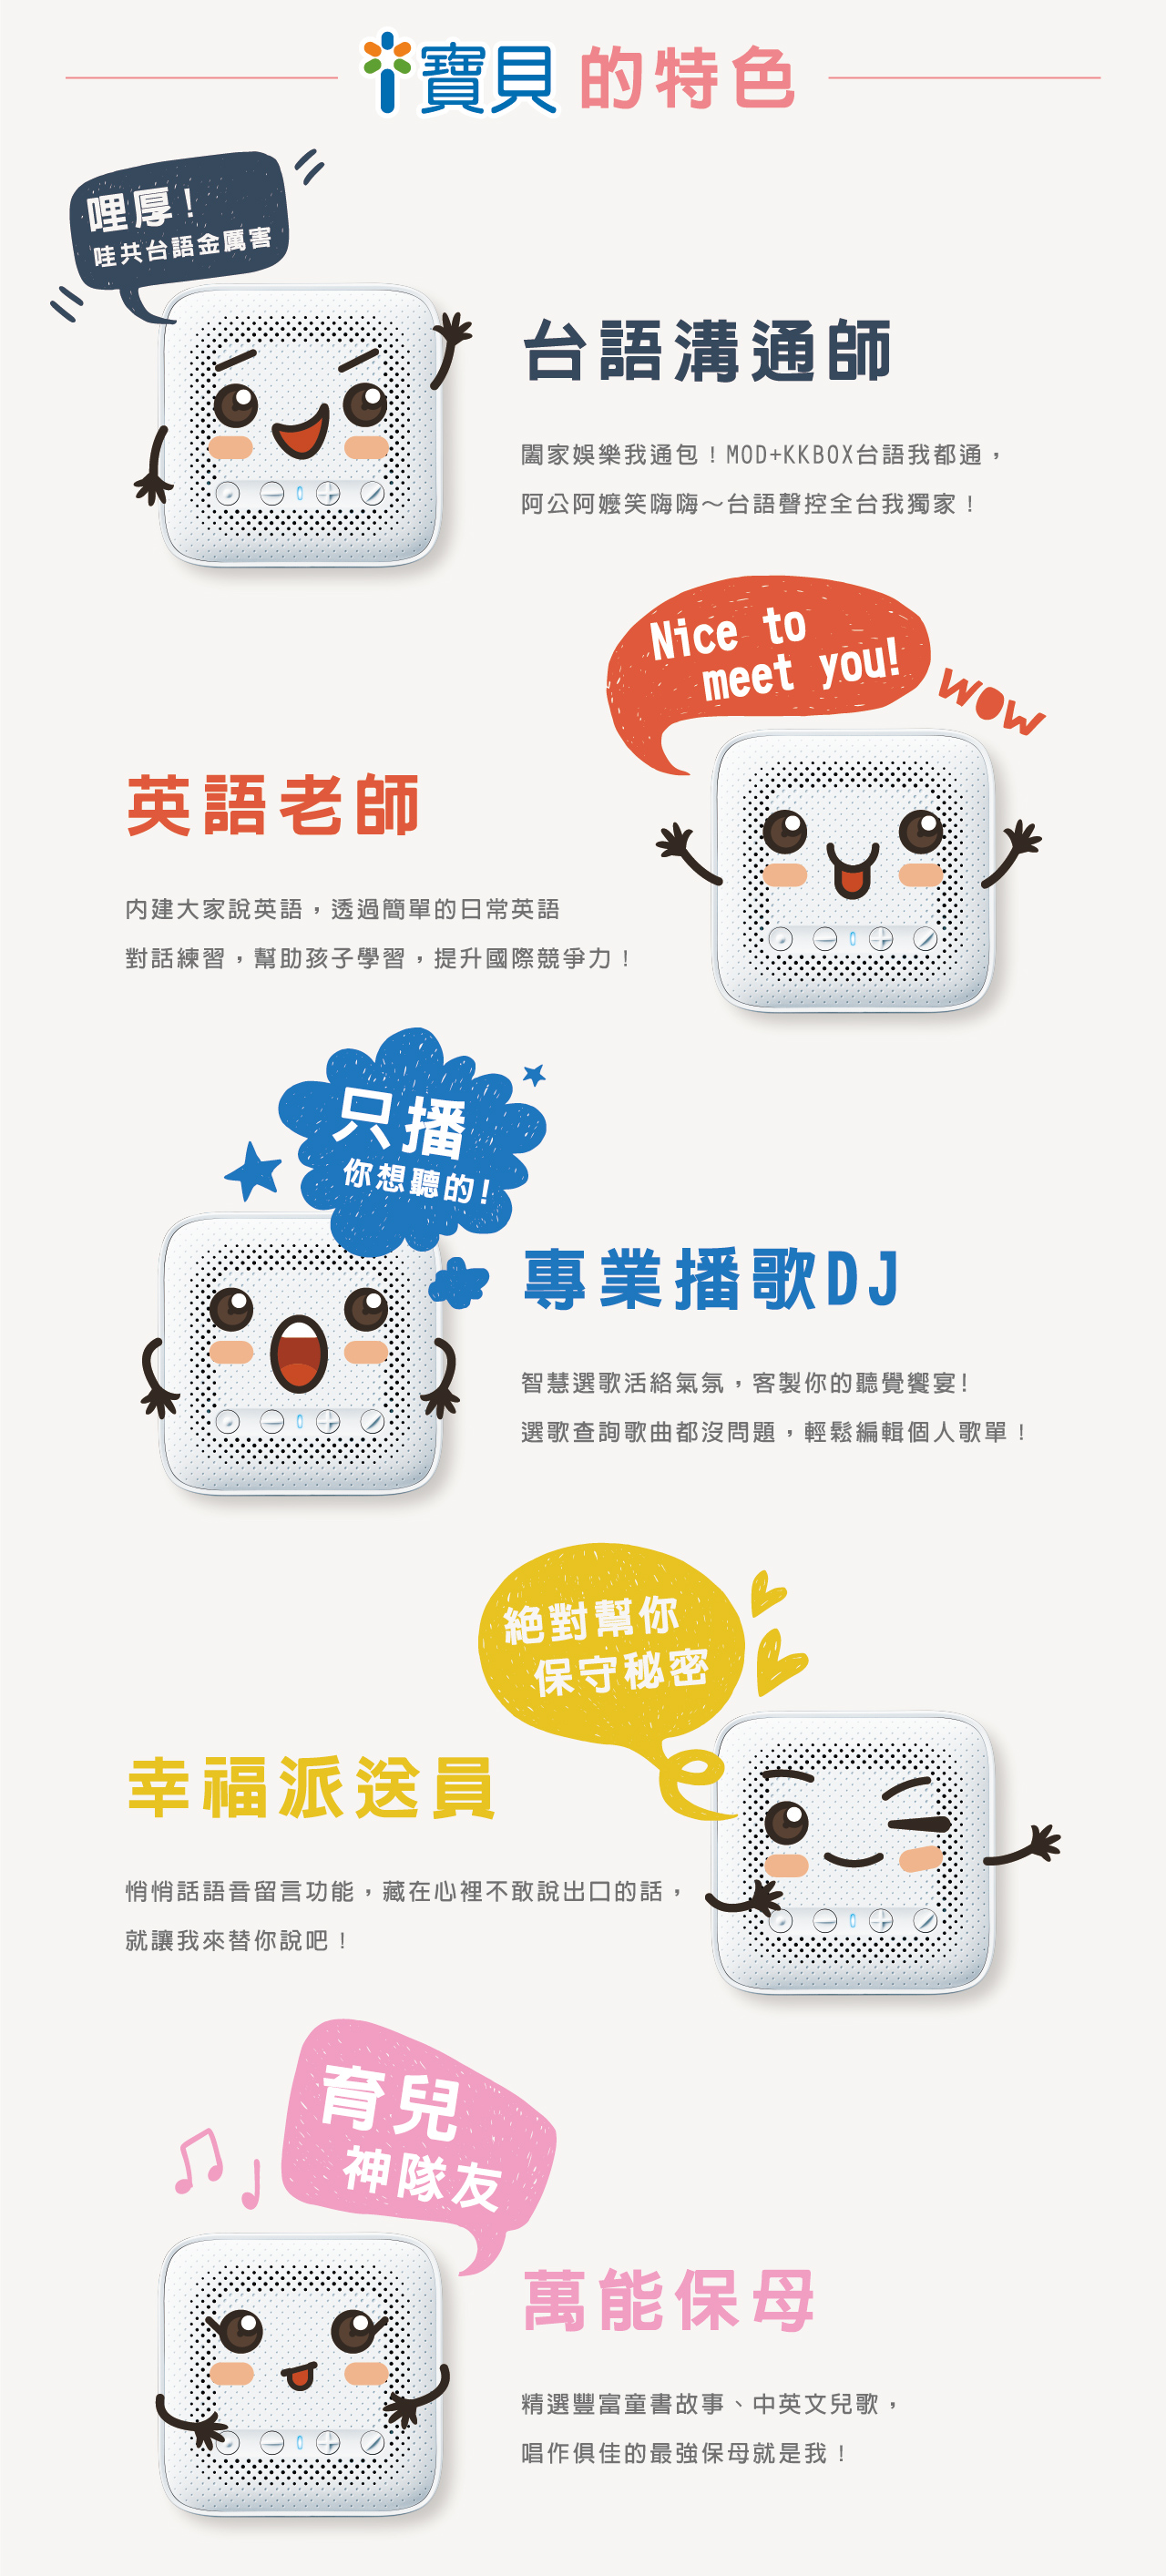 i寶貝的特色
哩厚!
哇共台語金厲害
台語溝通師
闔家娛樂我通包！MOD+KKBOX台語我都通，
阿公阿嬤笑嗨嗨～台語聲控全台我獨家！
Nice to
meet you!
WOW
英語老師
內建大家說英語，透過簡單的日常英語
對話練習，幫助孩子學習，提升國際競爭力！
只播
你想聽的!
專業播歌DJ
智慧選歌活絡氣氛，客製你的聽覺饗宴!
選歌查詢歌曲都沒問題，輕鬆編輯個人歌單！
絕對幫你
保守秘密
幸福派送員
悄悄話語音留言功能，藏在心裡不敢說出口的話，
就讓我來替你說吧！
育兒
神隊友
萬能保母
精選豐富童書故事、中英文兒歌，
唱作俱佳的最強保母就是我！